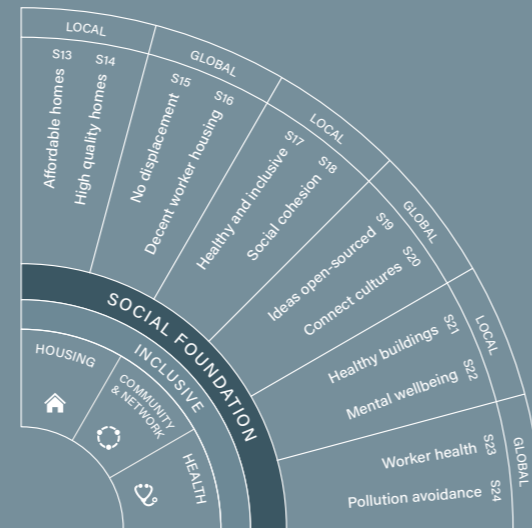 LOCAL
S13
Affordable homes
S14
High quality homes
GLOBAL
S15
No displacement
S16
Decent worker housing
LOCAL
S17
Healthy and inclusive
S18
Social cohesion
GLOBAL
S19
Ideas open-sourced
S20
Connect cultures
LOCAL
S21
Healthy buildings
S22
Mental wellbeing
GLOBAL
S23
Worker health
S24
Pollution avoidance
SOCIAL FOUNDATION
INCLUSIVE
HOUSING
COMMUNITY
& NETWORK
HEALTH